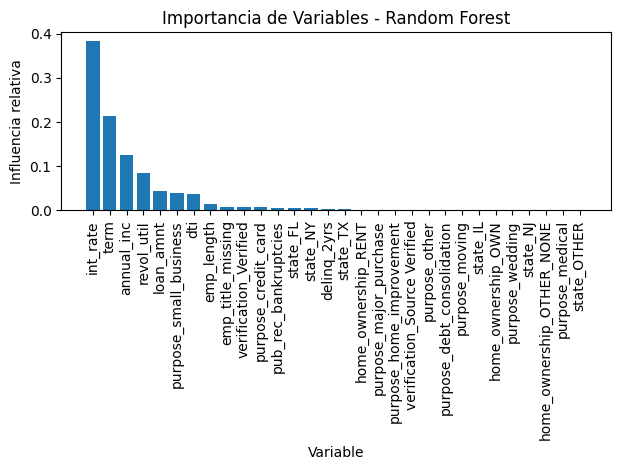 Importancia de Variables - Random Forest
Influencia relativa
0.4
0.3
0.2
0.1
0.0
int_rate
term
annual_inc
revol_util
loan_amnt
purpose_small_business
dti
emp_length
emp_title_missing
verification_Verified
purpose_credit_card
pub_rec_bankruptcies
state_FL
state_NY
delinq_2yrs
state_TX
home_ownership_RENT
purpose_major_purchase
purpose_home_improvement
verification_Source Verified
purpose_other
purpose_debt_consolidation
purpose_moving
state_IL
home_ownership_OWN
purpose_wedding
state_NJ
home_ownership_OTHER_NONE
purpose_medical
state_OTHER
Variable